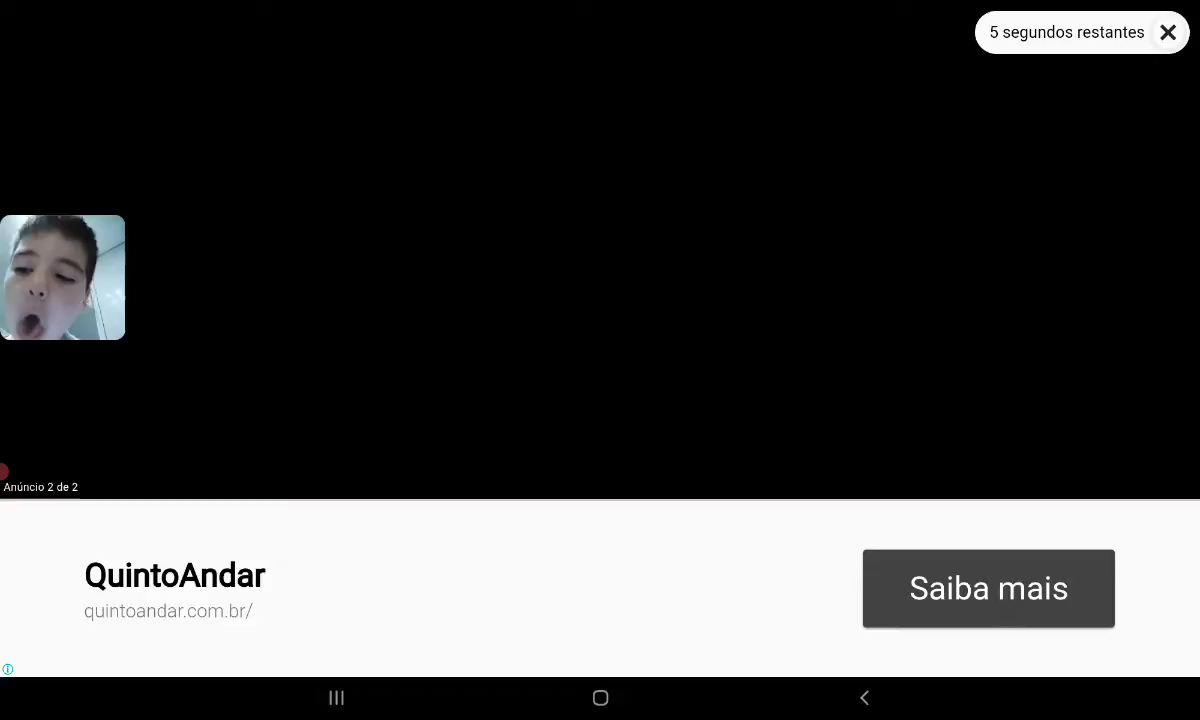 5 segundos restantes
Anúncio 2 de 2
QuintoAndar
quintoandar.com.br/
Saiba mais